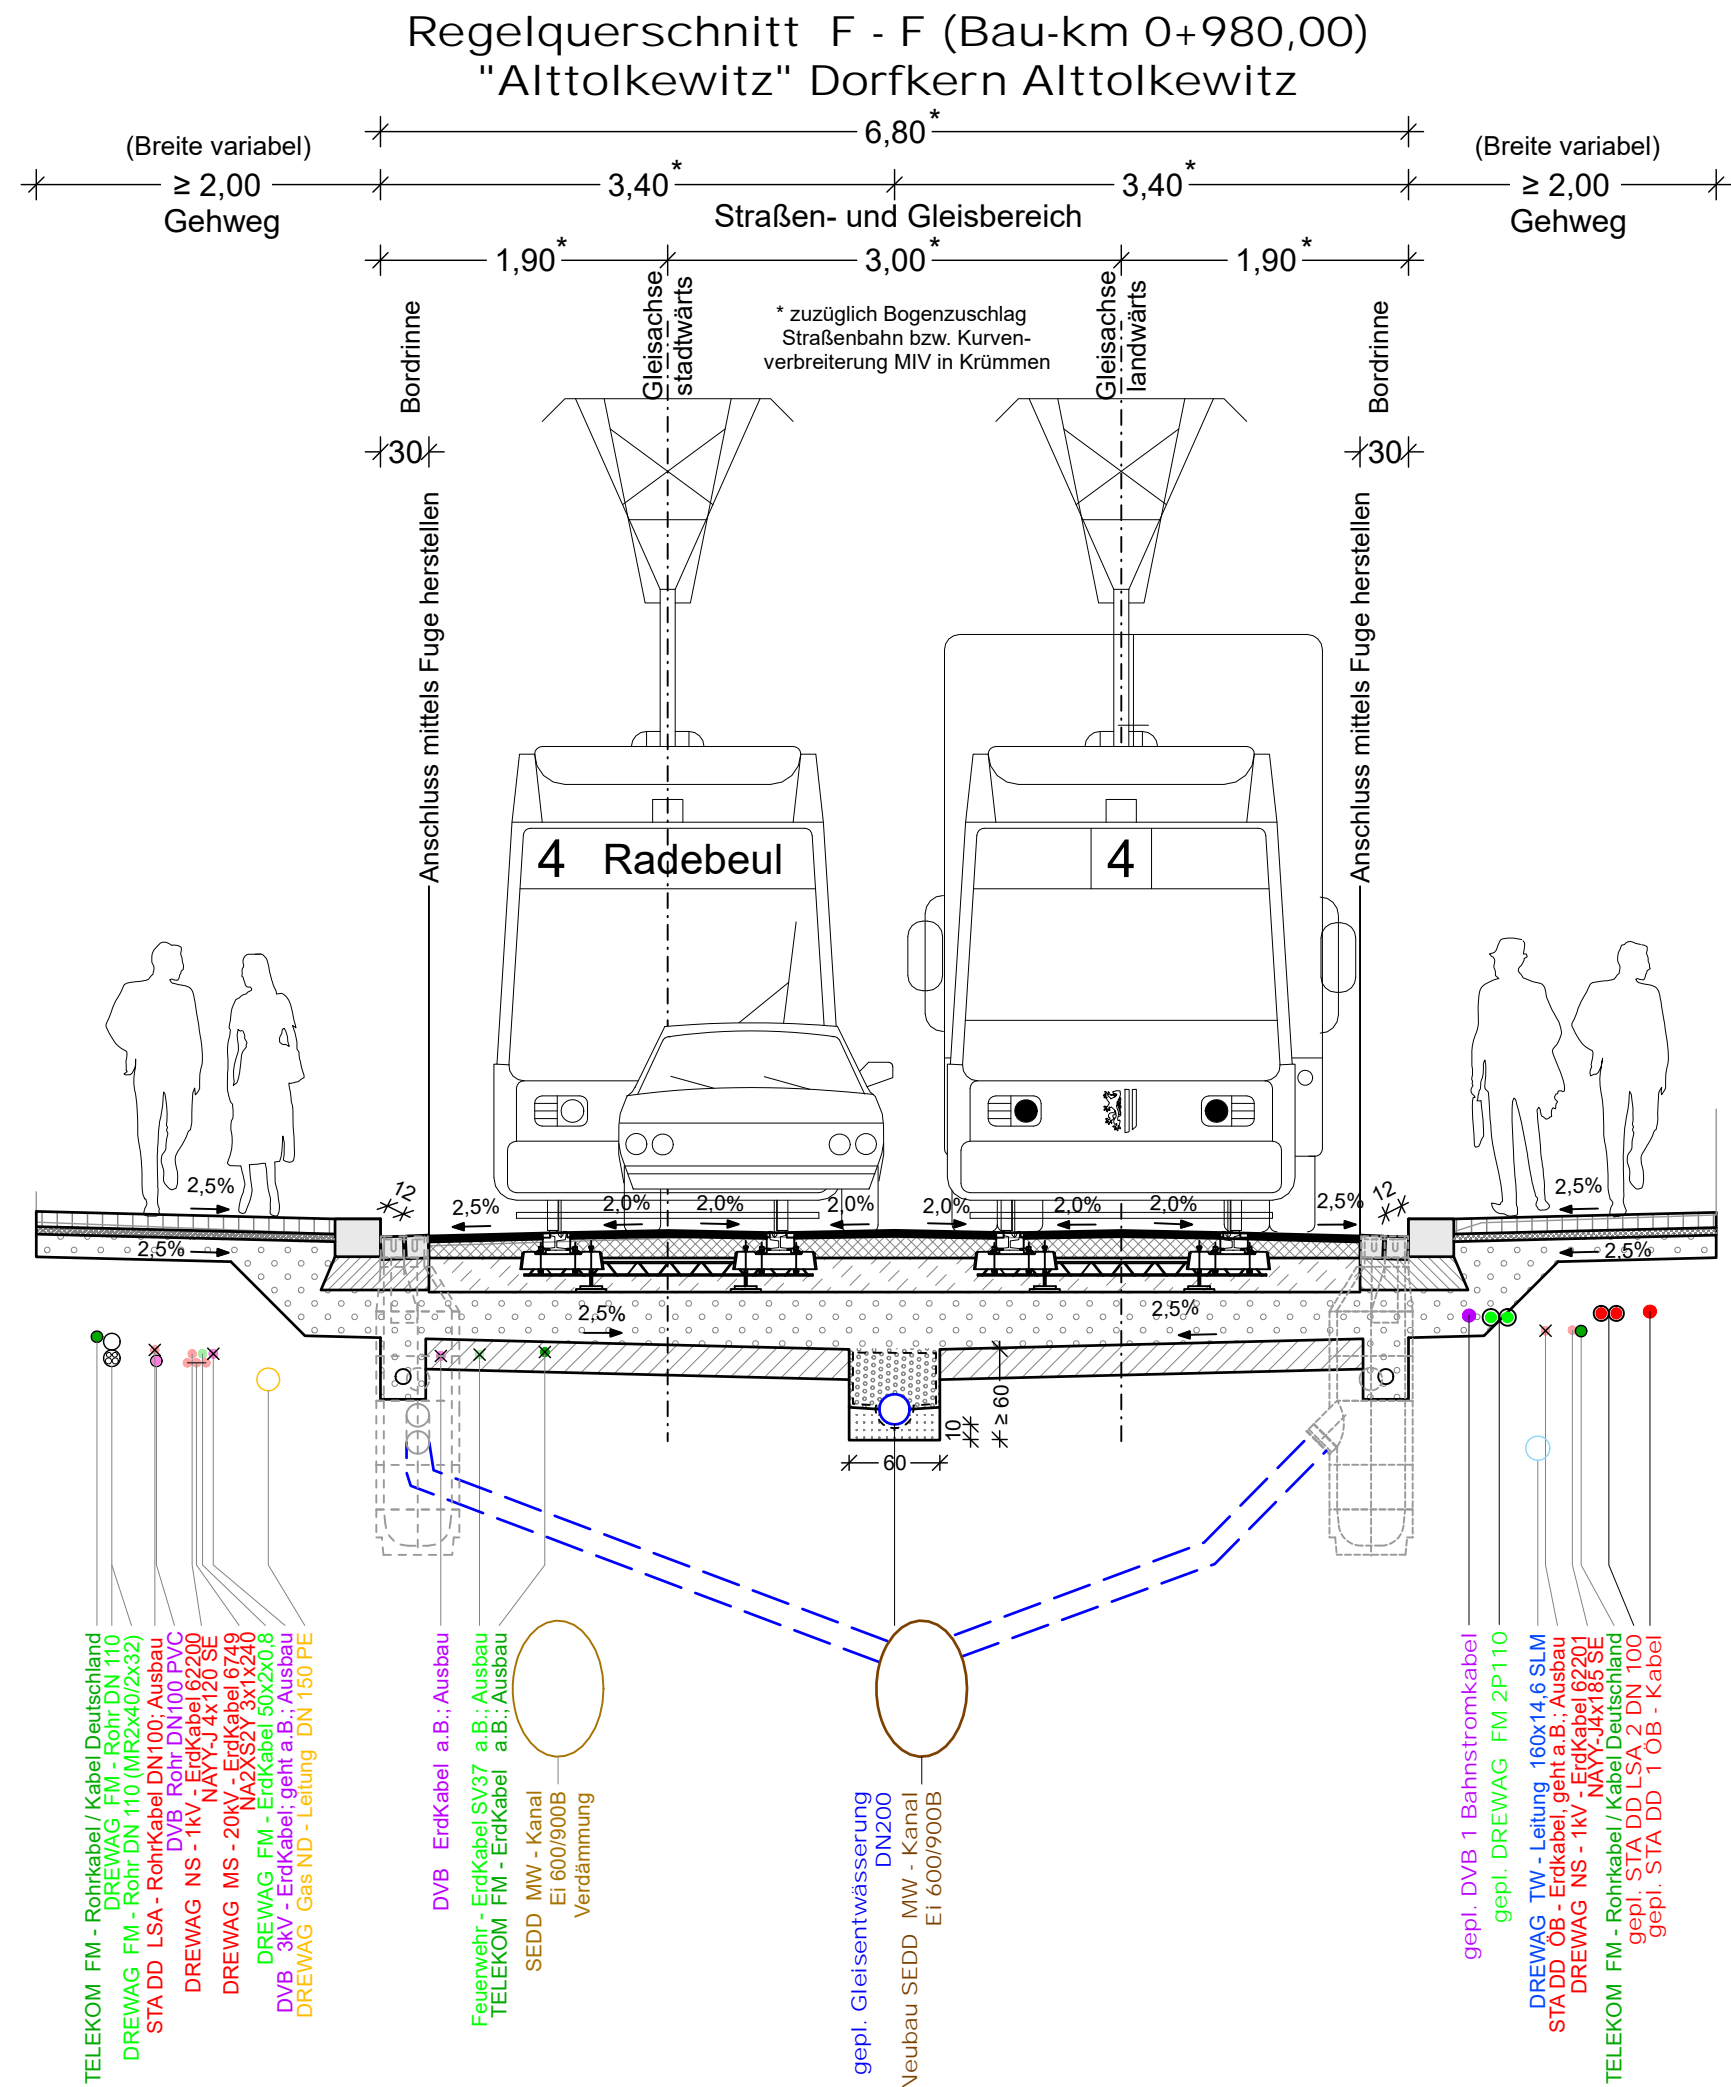 Regelquerschnitt F - F (Bau-km 0+980,00)
"Alttolkewitz" Dorfkern Alttolkewitz
6,80*
(Breite variabel)
≥ 2,00
Gehweg
3,40*
3,40*
(Breite variabel)
≥ 2,00
Gehweg
Straßen- und Gleisbereich
1,90*
3,00*
1,90*
Bordrinne
Gleisachse
stadtwärts
* zuzüglich Bogenzuschlag
Straßenbahn bzw. Kurven-
verbreiterung MIV in Krümmen
Gleisachse
landwärts
Bordrinne
30
30
Anschluss mittels Fuge herstellen
Anschluss mittels Fuge herstellen
4 Radebeul
4
2,5%
12
2,5%
2,0%
2,0%
2,0%
2,0%
2,0%
2,0%
2,5%
12
2,5%
2,5%
2,5%
2,5%
2,5%
60
10
≥ 60
TELEKOM FM - Rohrkabel / Kabel Deutschland
DREWAG FM - Rohr DN 110
DREWAG FM - Rohr DN 110 (MR2x40/2x32)
STA DD LSA - RohrKabel DN100; Ausbau
DVB Rohr DN100 PVC
DREWAG NS - 1kV - ErdKabel 62200
NAYY-J 4x120 SE
DREWAG MS - 20kV - ErdKabel 6749
NA2XS2Y 3x1x240
DREWAG FM - ErdKabel 50x2x0,8
DVB 3kV - ErdKabel; geht a.B.; Ausbau
DREWAG Gas ND - Leitung DN 150 PE
DVB ErdKabel a.B.; Ausbau
Feuerwehr - ErdKabel SV37 a.B.; Ausbau
TELEKOM FM - ErdKabel a.B.; Ausbau
SEDD MW - Kanal
Ei 600/900B
Verdämmung
gepl. Gleisentwässerung
DN200
Neubau SEDD MW - Kanal
Ei 600/900B
gepl. DVB 1 Bahnstromkabel
gepl. DREWAG FM 2P110
DREWAG TW - Leitung 160x14,6 SLM
STA DD ÖB - Erdkabel, geht a.B.; Ausbau
DREWAG NS - 1kV - ErdKabel 62201
NAYY-J4x185 SE
TELEKOM FM - Rohrkabel / Kabel Deutschland
gepl. STA DD LSA 2 DN 100
gepl. STA DD 1 ÖB - Kabel